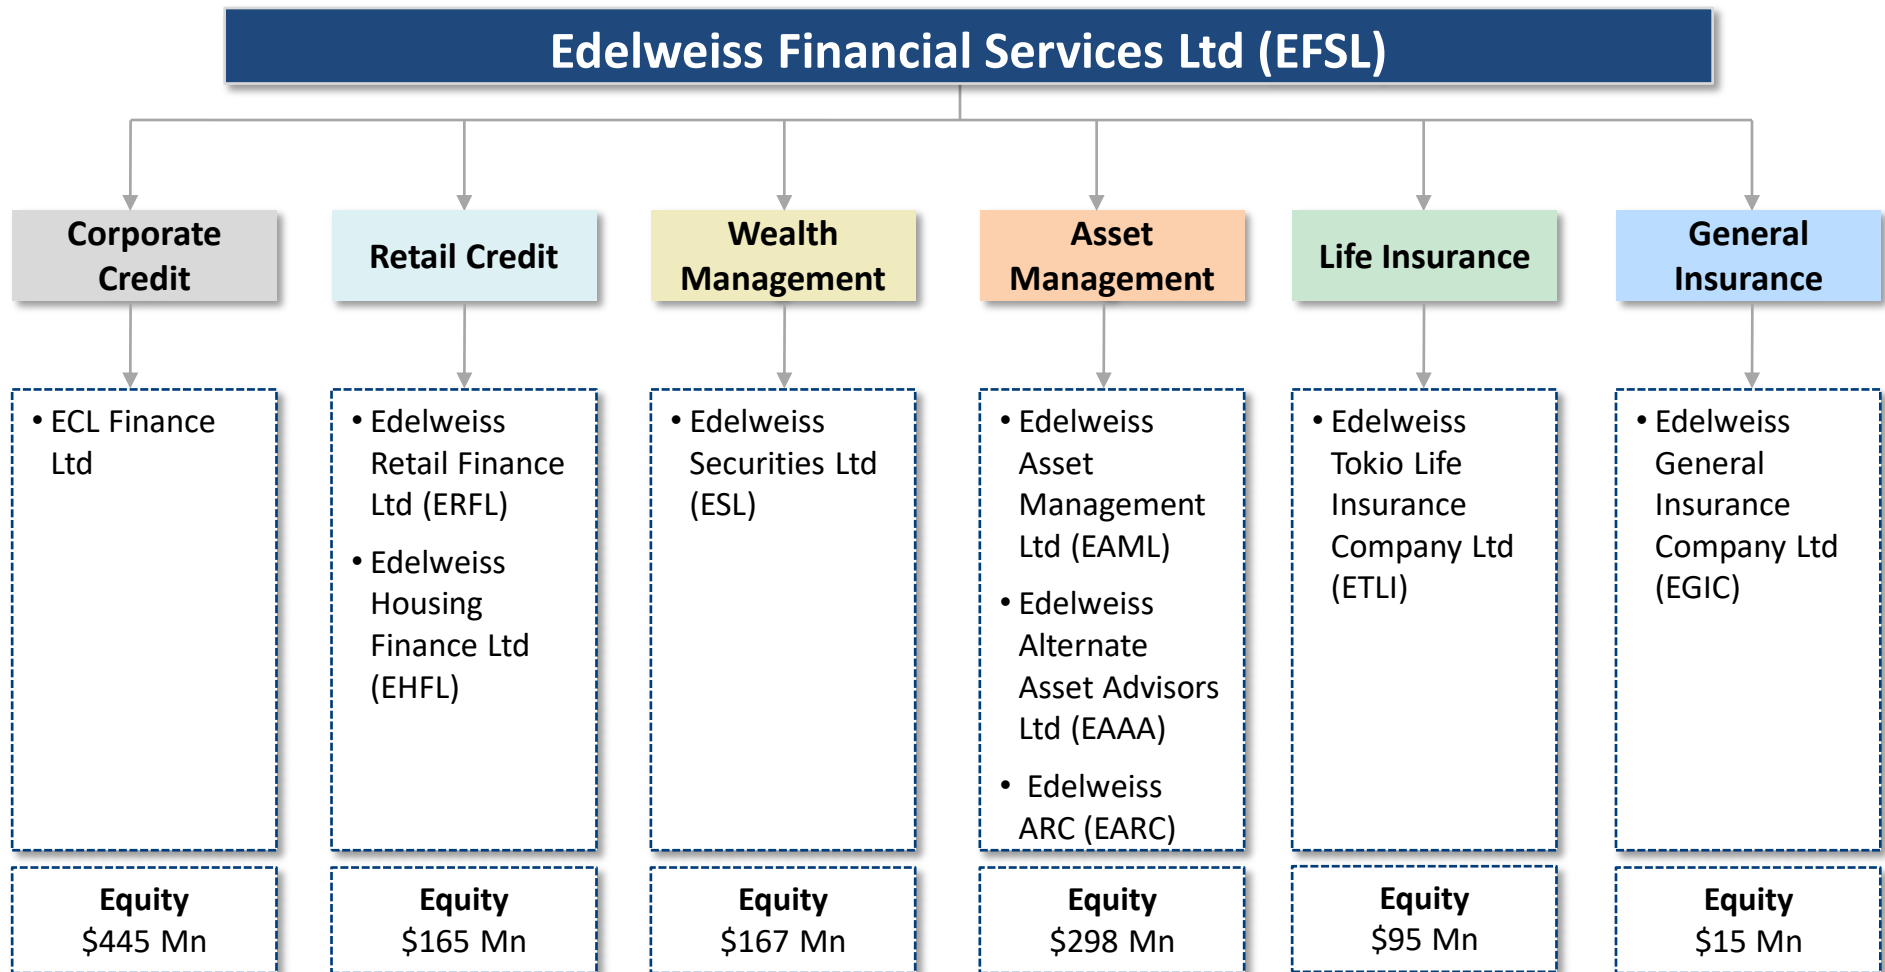 Edelweiss Financial Services Ltd (EFSL)
Corporate
Credit
Retail Credit
Wealth
Management
Asset
Management
Life Insurance
General
Insurance
• ECL Finance
Ltd
• Edelweiss
Retail Finance
Ltd (ERFL)
• Edelweiss
Housing
Finance Ltd
(EHFL)
• Edelweiss
Securities Ltd
(ESL)
• Edelweiss
Asset
Management
Ltd (EAML)
• Edelweiss
Alternate
Asset Advisors
Ltd (EAAA)
• Edelweiss
ARC (EARC)
• Edelweiss
Tokio Life
Insurance
Company Ltd
(ETLI)
• Edelweiss
General
Insurance
Company Ltd
(EGIC)
Equity
$445 Mn
Equity
$165 Mn
Equity
$167 Mn
Equity
$298 Mn
Equity
$95 Mn
Equity
$15 Mn